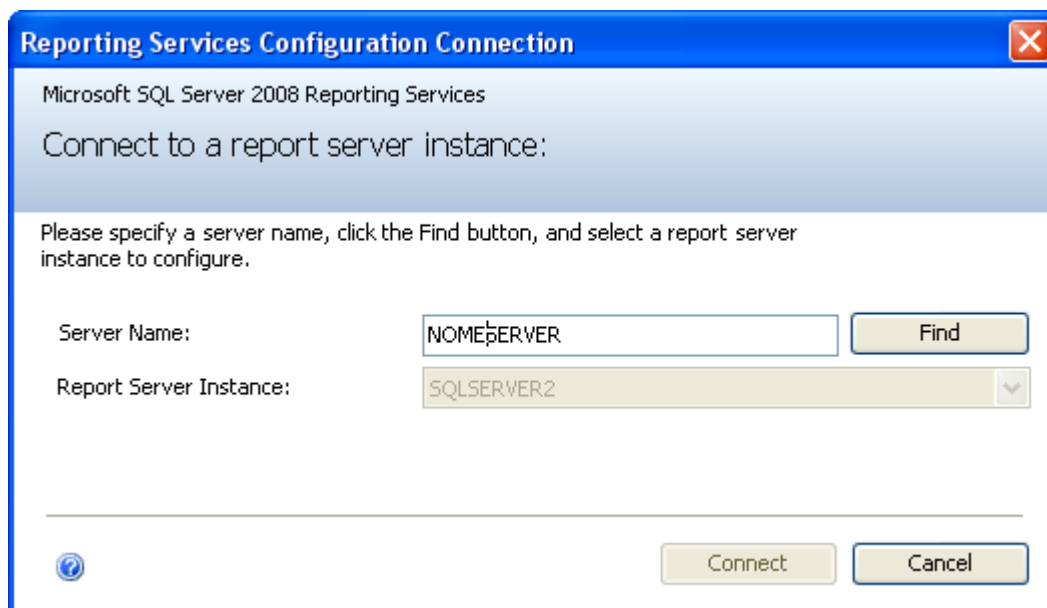 Reporting Services Configuration Connection
Microsoft SQL Server 2008 Reporting Services
Connect to a report server instance:
Please specify a server name, click the Find button, and select a report server
instance to configure.
Server Name:
NOMESERVER
Find
Report Server Instance:
SQLSERVER2
Connect
Cancel